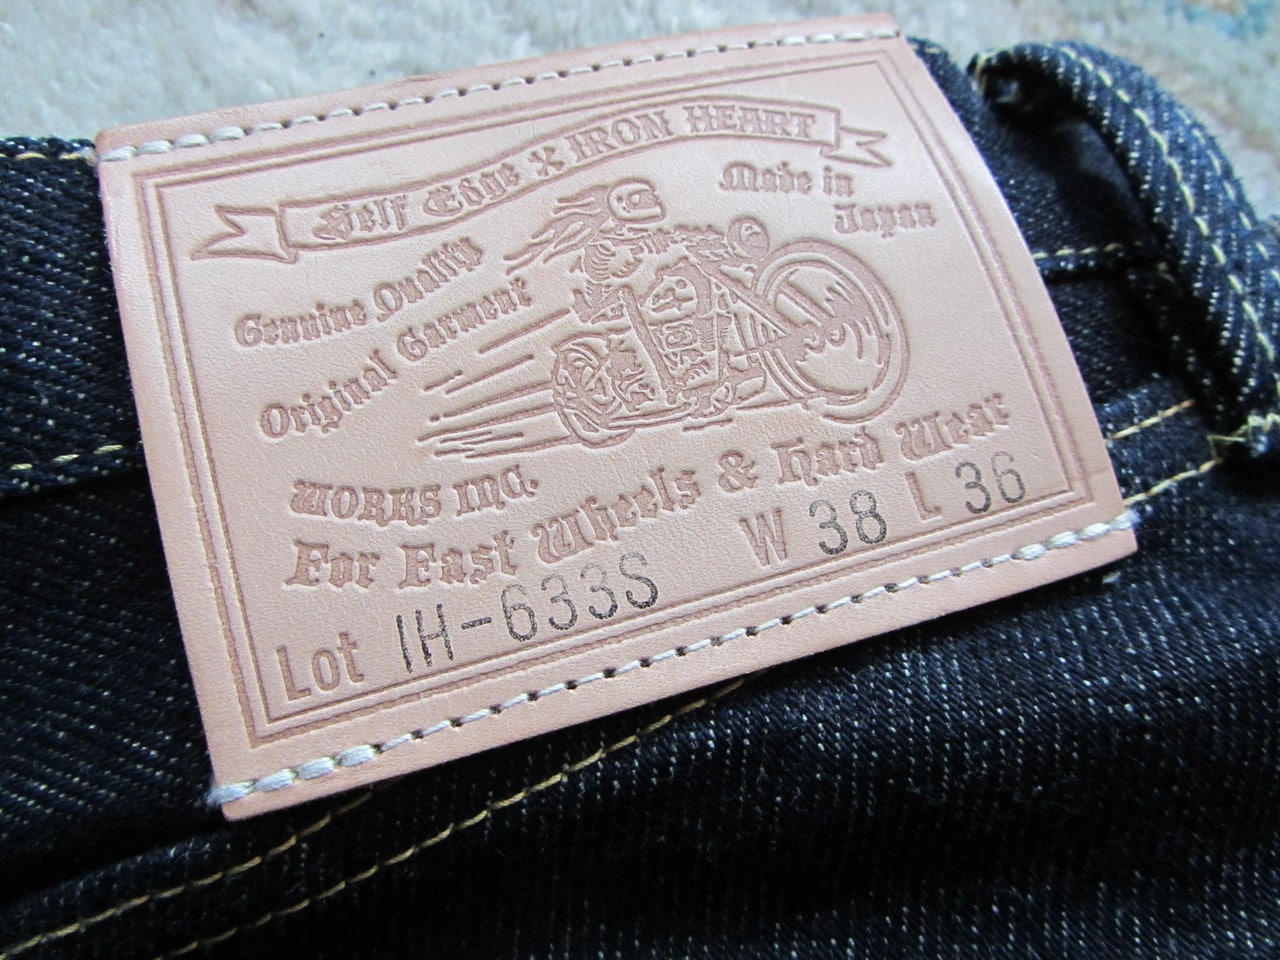 Self Edge X IRON HEART
Made in
Japan
Genuine Quality
Original Garment
WORKS INC.
For Fast Wheels & Hard Wear
Lot IH-633S W 38 L 36